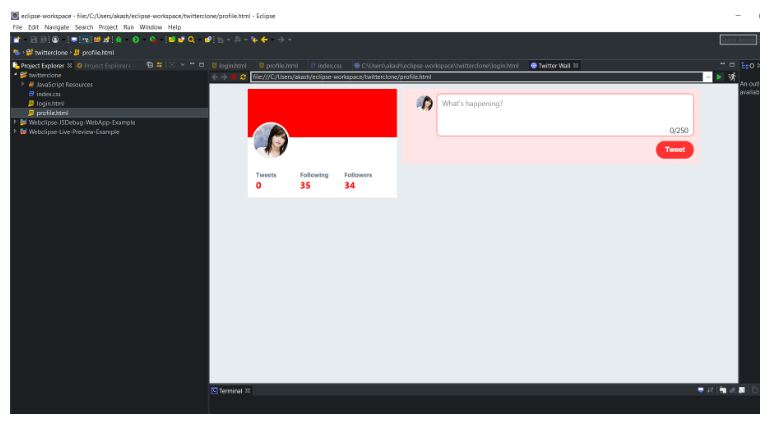 eclipse-workspace - file:/C:/Users/akash/eclipse-workspace/twitterclone/profile.html - Eclipse
File Edit Navigate Search Project Run Window Help
twitterclone profile.html
Project Explorer Project Explorer
login.html profile.html index.css C:\Users\akash\eclipse-workspace\twitterclone\login.html Twitter Wall
file:///C:/Users/akash/eclipse-workspace/twitterclone/profile.html
twitterclone
JavaScript Resources
index.css
login.html
profile.html
Webclipse-JSDebug-WebApp-Example
Webclipse-Live-Preview-Example
An outl
availab
What's happening?
0/250
Tweet
Tweets Following Followers
0 35 34
Terminal